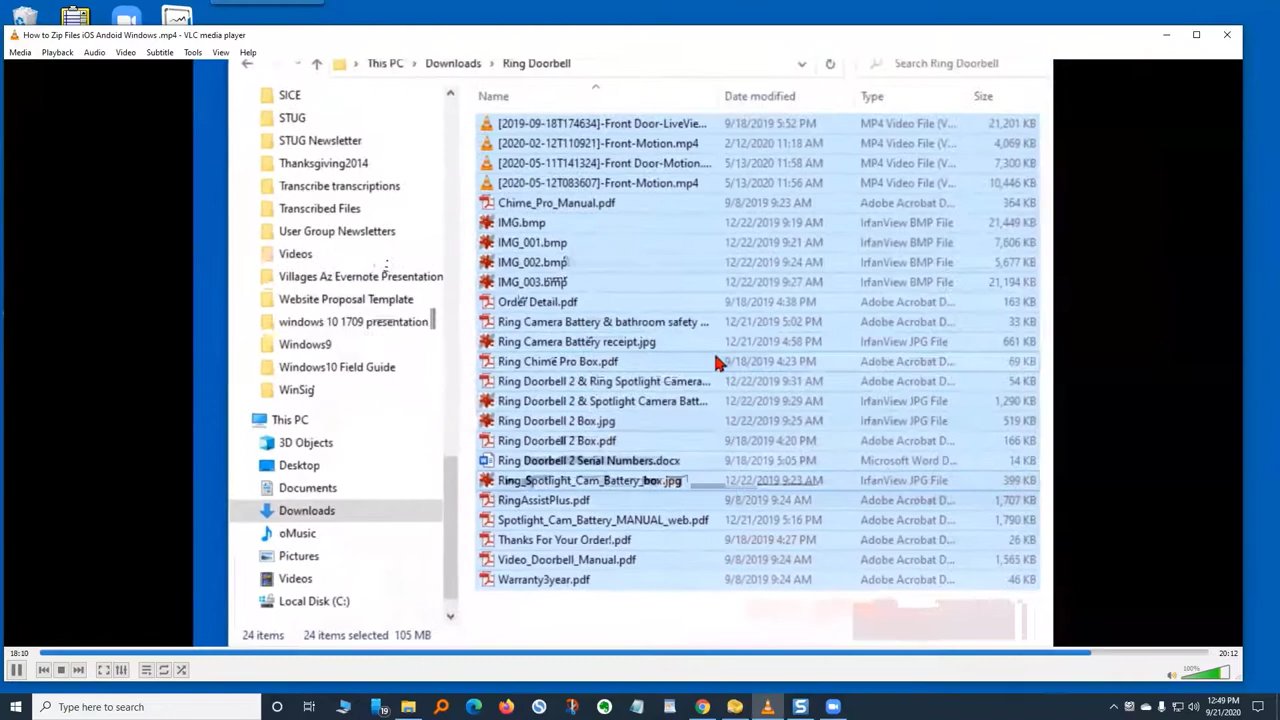 How to Zip Files iOS Andoid Windows .mp4 - VLC media player
Media Playback Audio Video Subtitle Tools View Help
This PC Downloads Ring Doorbell Search Ring Doorbell
Name Date modified Type Size
SICE
STUG
STUG Newsletter
Thanksgiving2014
Transcribe transcriptions
Transcribed Files
User Group Newsletters
Videos
Villages Az Evernote Presentation
Website Proposal Template
windows 10 1709 presentation
Windows9
Windows10 Field Guide
WinSig
This PC
3D Objects
Desktop
Documents
Downloads
oMusic
Pictures
Videos
Local Disk (C:)
[2019-09-18T174634]-Front Door-LiveVie... 9/18/2019 5:52 PM MP4 Video File (V... 21,201 KB
[2020-02-12T110921]-Front-Motion.mp4 2/12/2020 11:18 AM MP4 Video File (V... 4,069 KB
[2020-05-11T141324]-Front Door-Motion.... 5/13/2020 11:58 AM MP4 Video File (V... 7,300 KB
[2020-05-12T083607]-Front-Motion.mp4 5/13/2020 11:56 AM MP4 Video File (V... 10,446 KB
Chime_Pro_Manual.pdf 9/8/2019 9:23 AM Adobe Acrobat D... 364 KB
IMG.bmp 12/22/2019 9:19 AM IrfanView BMP File 21,449 KB
IMG_001.bmp 12/22/2019 9:21 AM IrfanView BMP File 7,606 KB
IMG_002.bmp 12/22/2019 9:24 AM IrfanView BMP File 5,677 KB
IMG_003.bmp 12/22/2019 9:27 AM IrfanView BMP File 21,194 KB
Order Detail.pdf 9/18/2019 4:38 PM Adobe Acrobat D... 163 KB
Ring Camera Battery & bathroom safety ... 12/21/2019 5:02 PM Adobe Acrobat D... 33 KB
Ring Camera Battery receipt.jpg 12/21/2019 4:58 PM IrfanView JPG File 661 KB
Ring Chime Pro Box.pdf 9/18/2019 4:23 PM Adobe Acrobat D... 69 KB
Ring Doorbell 2 & Ring Spotlight Camera... 12/22/2019 9:31 AM Adobe Acrobat D... 54 KB
Ring Doorbell 2 & Spotlight Camera Batt... 12/22/2019 9:29 AM IrfanView JPG File 1,290 KB
Ring Doorbell 2 Box.jpg 12/22/2019 9:25 AM IrfanView JPG File 519 KB
Ring Doorbell 2 Box.pdf 9/18/2019 4:20 PM Adobe Acrobat D... 166 KB
Ring Doorbell 2 Serial Numbers.docx 9/18/2019 5:05 PM Microsoft Word D... 14 KB
Ring_Spotlight_Cam_Battery_box.jpg 12/22/2019 9:23 AM IrfanView JPG File 399 KB
RingAssistPlus.pdf 9/8/2019 9:24 AM Adobe Acrobat D... 1,707 KB
Spotlight_Cam_Battery_MANUAL_web.pdf 12/21/2019 5:16 PM Adobe Acrobat D... 1,790 KB
Thanks For Your Order!.pdf 9/18/2019 4:27 PM Adobe Acrobat D... 26 KB
Video_Doorbell_Manual.pdf 9/8/2019 9:24 AM Adobe Acrobat D... 1,565 KB
Warranty3year.pdf 9/8/2019 9:24 AM Adobe Acrobat D... 46 KB
24 items 24 items selected 105 MB
18:10 20:12
100%
Type here to search 19 12:49 PM
9/21/2020